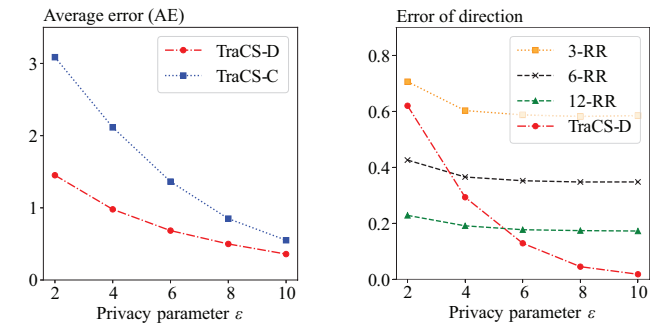 Average error (AE)
TraCS-D
TraCS-C
3
2
1
0
2 4 6 8 10
Privacy parameter ε
Error of direction
3-RR
6-RR
12-RR
TraCS-D
0.8
0.6
0.4
0.2
0.0
2 4 6 8 10
Privacy parameter ε